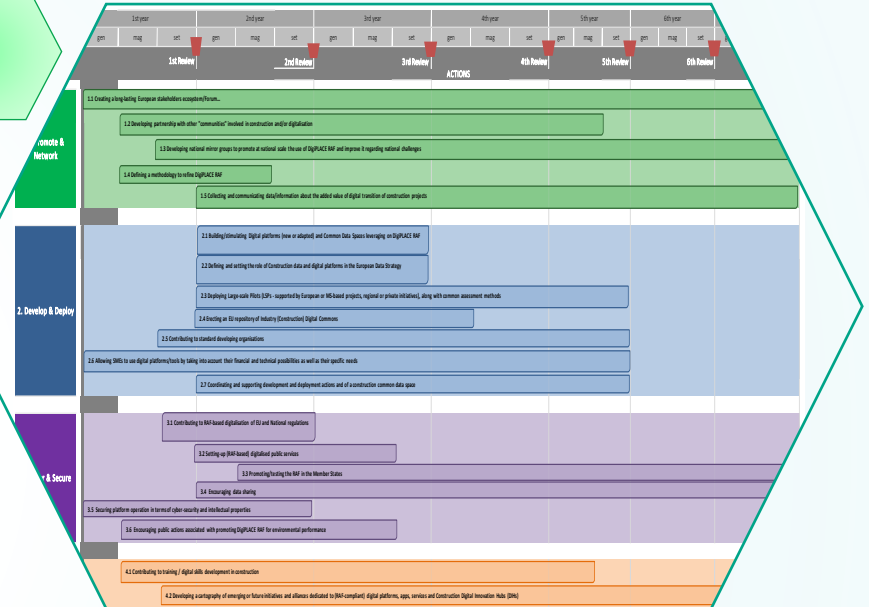 1st year 2nd year 3rd year 4th year 5th year 6th year
gen mag set gen mag set gen mag set gen mag set gen mag set gen mag set
1st Review 2nd Review 3rd Review 4th Review 5th Review 6th Review
ACTIONS
1.1 Creating a long-lasting European stakeholders ecosystem/Forum...
1.2 Developing partnership with other "communities" involved in construction and/or digitalisation
omote &
Network
1.3 Developing national mirror groups to promote at national scale the use of DigiPLACE RAF and improve it regarding national challenges
1.4 Defining a methodology to refine DigiPLACE RAF
1.5 Collecting and communicating data/information about the added value of digital transition of construction projects
2. Develop & Deploy
2.1 Building/stimulating Digital platforms (new or adapted) and Common Data Spaces leveraging on DigiPLACE RAF
2.2 Defining and setting the role of Construction data and digital platforms in the European Data Strategy
2.3 Deploying Large-scale Pilots (LSPs - supported by European or MS-based projects, regional or private initiatives), along with common assessment methods
2.4 Erecting an EU repository of Industry (Construction) Digital Commons
2.5 Contributing to standard developing organisations
2.6 Allowing SMEs to use digital platforms/tools by taking into account their financial and technical possibilities as well as their specific needs
2.7 Coordinating and supporting development and deployment actions and of a construction common data space
& Secure
3.1 Contributing to RAF-based digitalisation of EU and National regulations
3.2 Setting-up (RAF-based) digitalised public services
3.3 Promoting/testing the RAF in the Member States
3.4 Encouraging data sharing
3.5 Securing platform operation in terms of cyber-security and intellectual properties
3.6 Encouraging public actions associated with promoting DigiPLACE RAF for environmental performance
4.1 Contributing to training / digital skills development in construction
4.2 Developing a cartography of emerging or future initiatives and alliances dedicated to (RAF-compliant) digital platforms, apps, services and Construction Digital Innovation Hubs (DIHs)